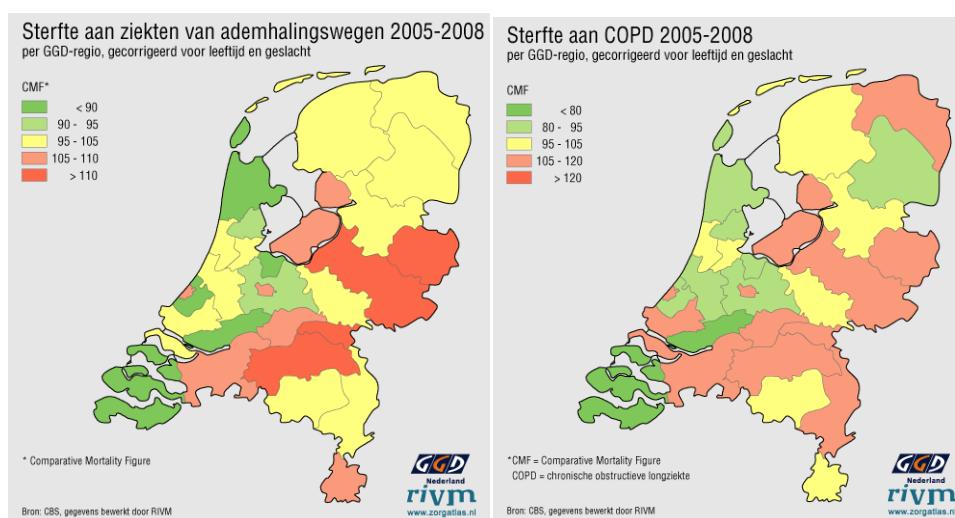 Sterfte aan ziekten van ademhalingswegen 2005-2008
per GGD-regio, gecorrigeerd voor leeftijd en geslacht
CMF*
< 90
90 - 95
95 - 105
105 - 110
> 110
* Comparative Mortality Figure
Bron: CBS, gegevens bewerkt door RIVM
GGD
Nederland
rivm
www.zorgatlas.nl
Sterfte aan COPD 2005-2008
per GGD-regio, gecorrigeerd voor leeftijd en geslacht
CMF
<80
80 - 95
95 - 105
105 - 120
> 120
*CMF = Comparative Mortality Figure
COPD = chronische obstructieve longziekte
Bron: CBS, gegevens bewerkt door RIVM
GGD
Nederland
rivm
www.zorgatlas.nl